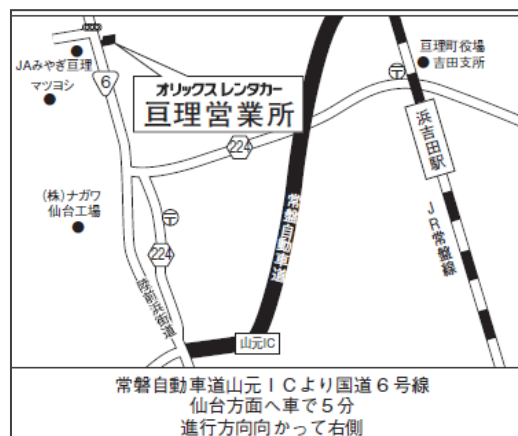 JAみやぎ亘理
マツヨシ
6
オリックスレンタカー
亘理営業所
亘理町役場
吉田支所
〒
浜吉田駅
224
(株)ナガワ
仙台工場
〒
224
常磐自動車道
JR常磐線
陸前浜街道
山元IC
常磐自動車道山元ICより国道6号線
仙台方面へ車で5分
進行方向向かって右側